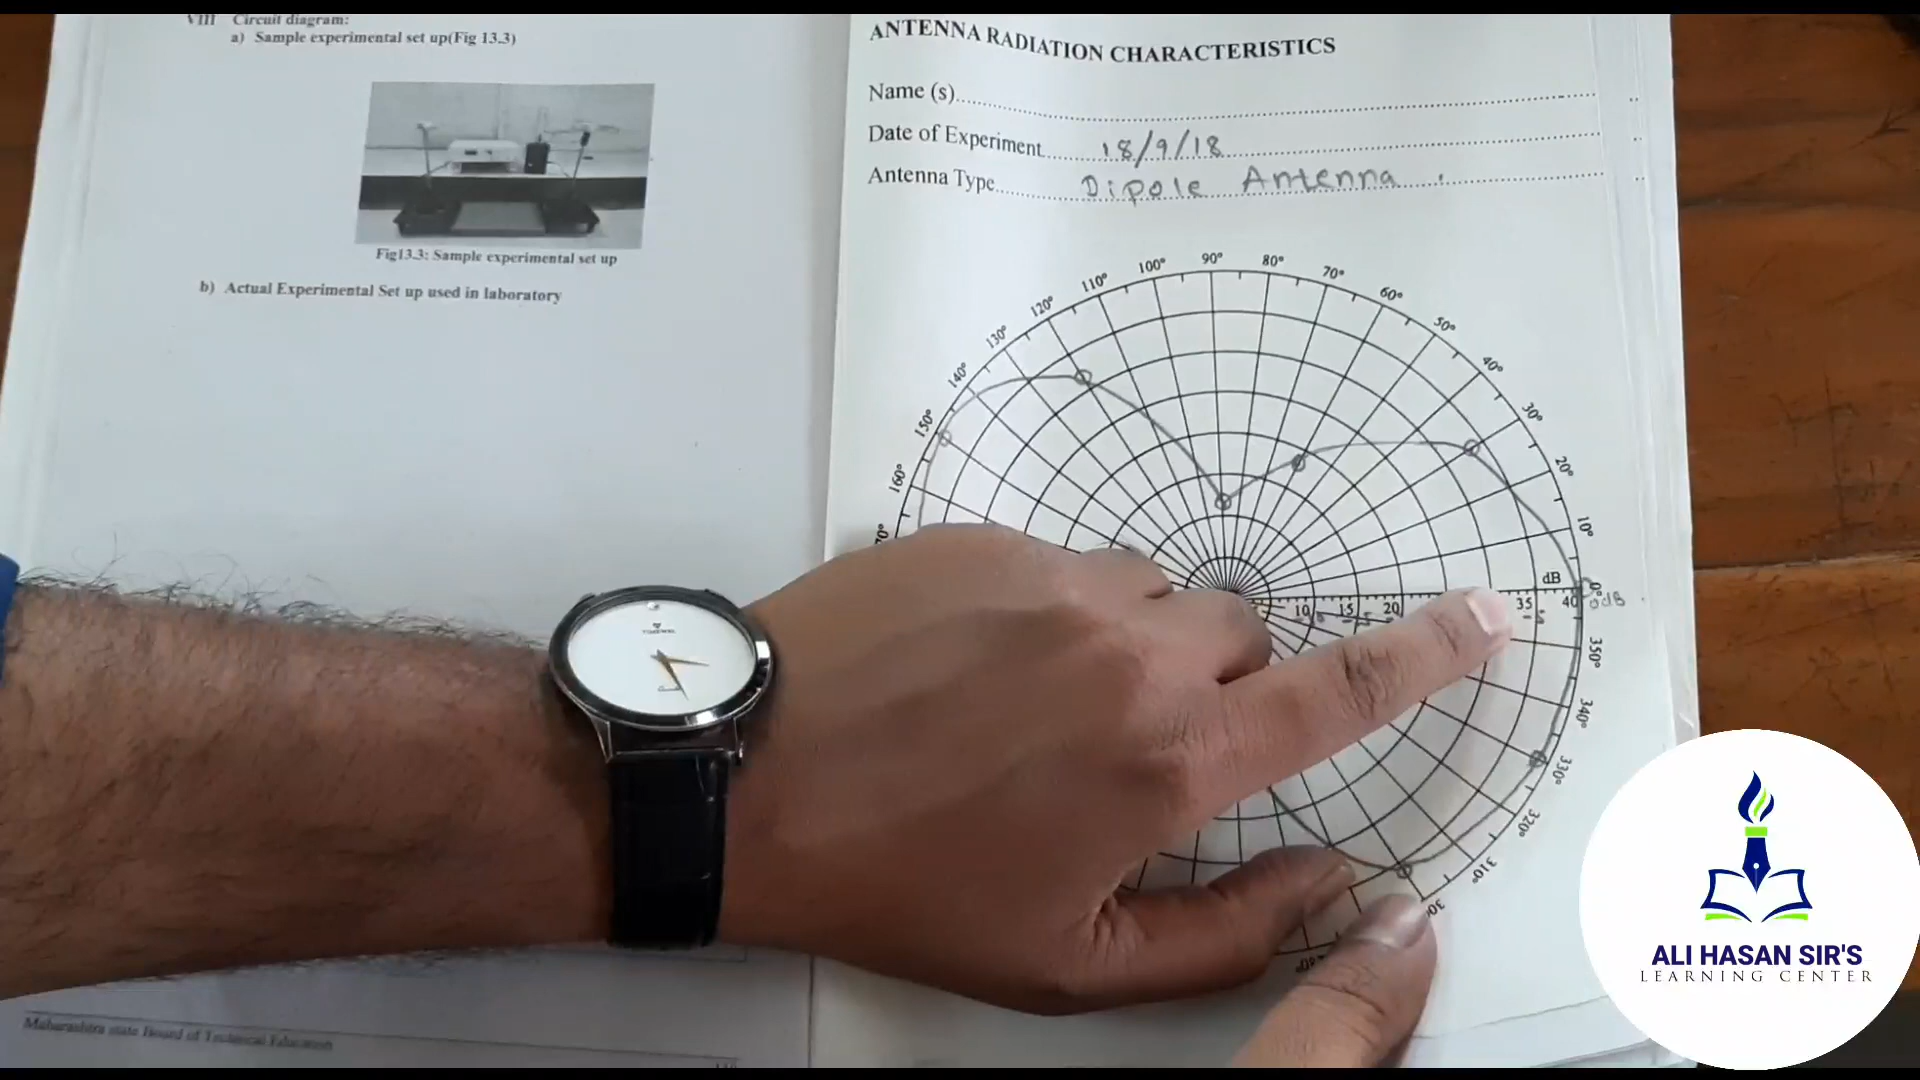 VIII Circuit diagram:
a) Sample experimental set up(Fig 13.3)
Fig13.3: Sample experimental set up
b) Actual Experimental Set up used in laboratory
Maharashtra state Board of Technical Education
ANTENNA RADIATION CHARACTERISTICS
Name (s)
Date of Experiment 18/9/18
Antenna Type Dipole Antenna
90° 80° 70° 60° 50° 40° 30° 20° 10° 0°
100° 110° 120° 130° 140° 150° 160°
dB
10 15 20 35 40 0dB
350° 340° 330° 320° 310°
TIMEWEL
ALI HASAN SIR'S
LEARNING CENTER